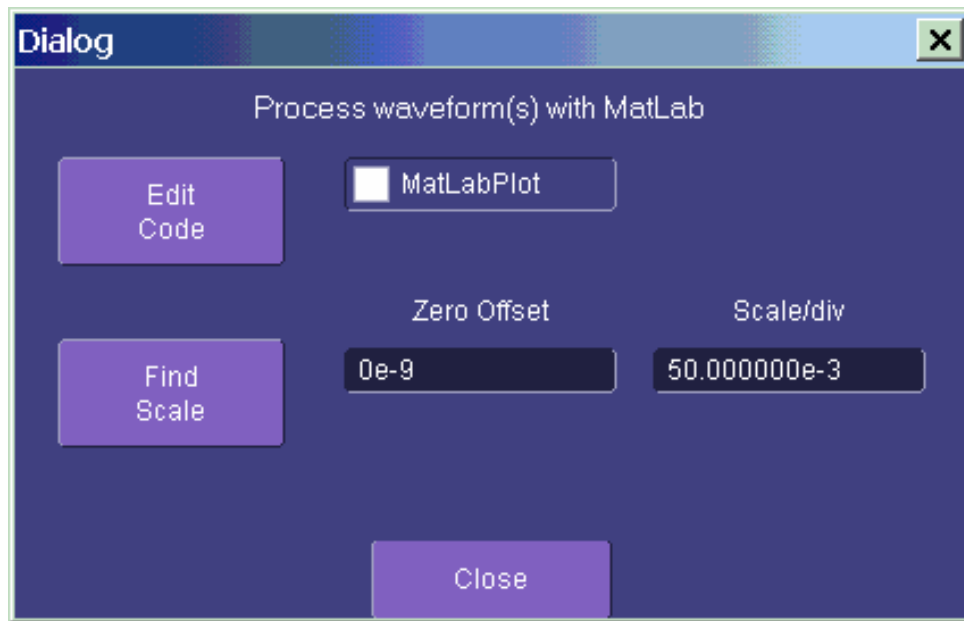 Dialog
Process waveform(s) with MatLab
Edit
Code
MatLabPlot
Zero Offset
Scale/div
Find
Scale
0e-9
50.000000e-3
Close